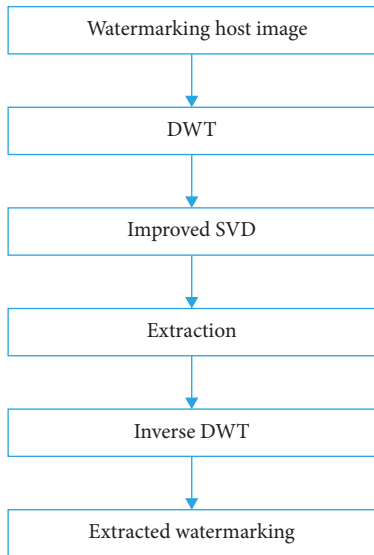 Watermarking host image
DWT
Improved SVD
Extraction
Inverse DWT
Extracted watermarking